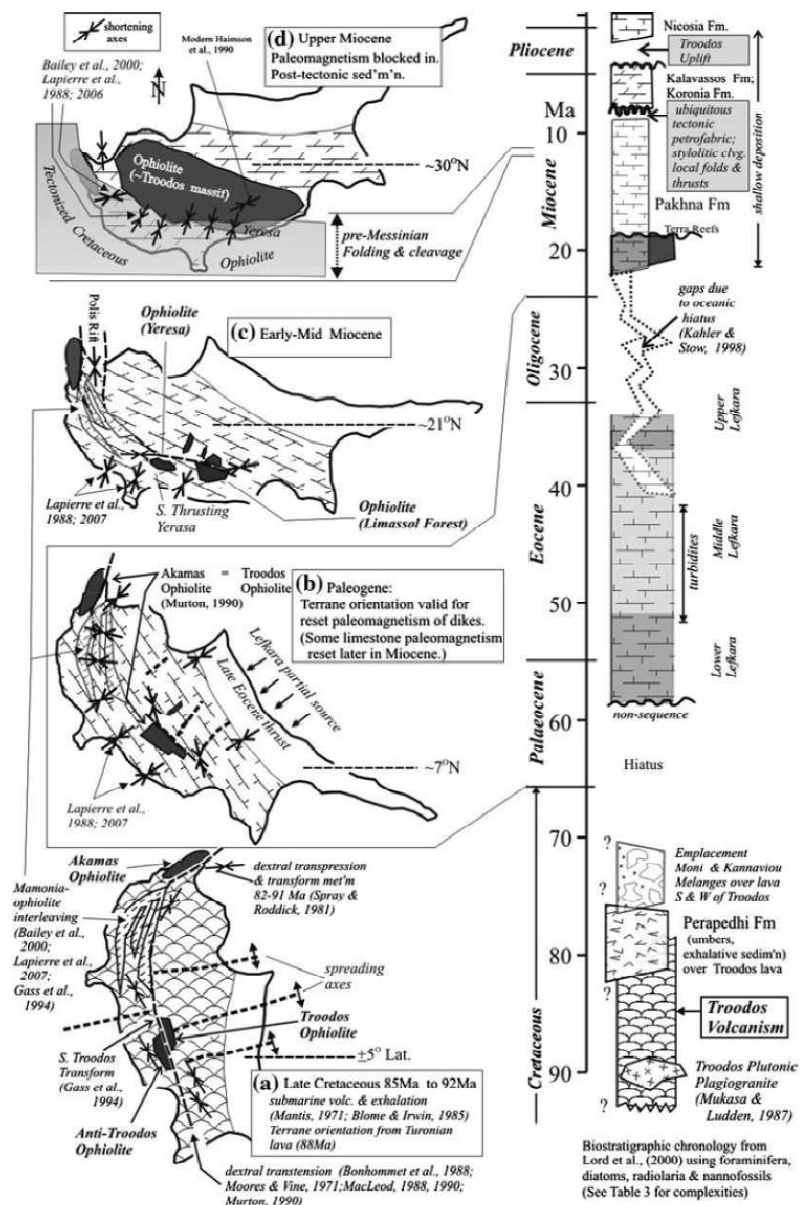 shortening
axes
Bailey et al., 2000;
Lapierre et al.,
1988; 2006
N
Modern Haimson
et al., 1990
(d) Upper Miocene
Paleomagnetism blocked in.
Post-tectonic sed'm'n.
Ophiolite
(~Troodos massif)
~30°N
Tectonized Cretaceous
Yeresa
Ophiolite
pre-Messinian
Folding & cleavage
Polis Rift
Ophiolite
(Yeresa)
(c) Early-Mid Miocene
~21°N
Lapierre et al.,
1988; 2007
S. Thrusting
Yerasa
Ophiolite
(Limassol Forest)
Akamas = Troodos
Ophiolite Ophiolite
(Murton, 1990)
(b) Paleogene:
Terrane orientation valid for
reset paleomagnetism of dikes.
(Some limestone paleomagnetism
reset later in Miocene.)
Lefkara partial source
Late Eocene thrust
~7°N
Lapierre et al.,
1988; 2007
Akamas
Ophiolite
dextral transpression
& transform met'm
82-91 Ma (Spray &
Roddick, 1981)
Mamonia-
ophiolite
interleaving
(Bailey et al.,
2000;
Lapierre et al.,
2007;
Gass et al.,
1994)
spreading
axes
Troodos
Ophiolite
S. Troodos
Transform
(Gass et al.,
1994)
±5° Lat.
Anti-Troodos
Ophiolite
(a) Late Cretaceous 85Ma to 92Ma
submarine volc. & exhalation
(Mantis, 1971; Blome & Irwin, 1985)
Terrane orientation from Turonian
lava (88Ma)
dextral transtension (Bonhommet et al., 1988;
Moores & Vine, 1971;MacLeod, 1988, 1990;
Murton, 1990)
Pliocene
Ma
10
Miocene
20
Oligocene
30
40
Eocene
50
Palaeocene
60
70
80
Cretaceous
90
Nicosia Fm.
Troodos
Uplift
Kalavassos Fm;
Koronia Fm.
ubiquitous
tectonic
petrofabric;
stylolitic clvg.
local folds &
thrusts
shallow deposition
Pakhna Fm
Terra Reefs
gaps due
to oceanic
hiatus
(Kahler &
Stow, 1998)
Upper
Lefkara
Middle
Lefkara
turbidites
Lower
Lefkara
non-sequence
Hiatus
?
Emplacement
Moni & Kannaviou
Melanges over lava
S & W of Troodos
?
Perapedhi Fm
(umbers,
exhalative sedim'n)
over Troodos lava
?
Troodos
Volcanism
Troodos Plutonic
Plagiogranite
(Mukasa &
Ludden, 1987)
?
Biostratigraphic chronology from
Lord et al., (2000) using foraminifera,
diatoms, radiolaria & nannofossils
(See Table 3 for complexities)